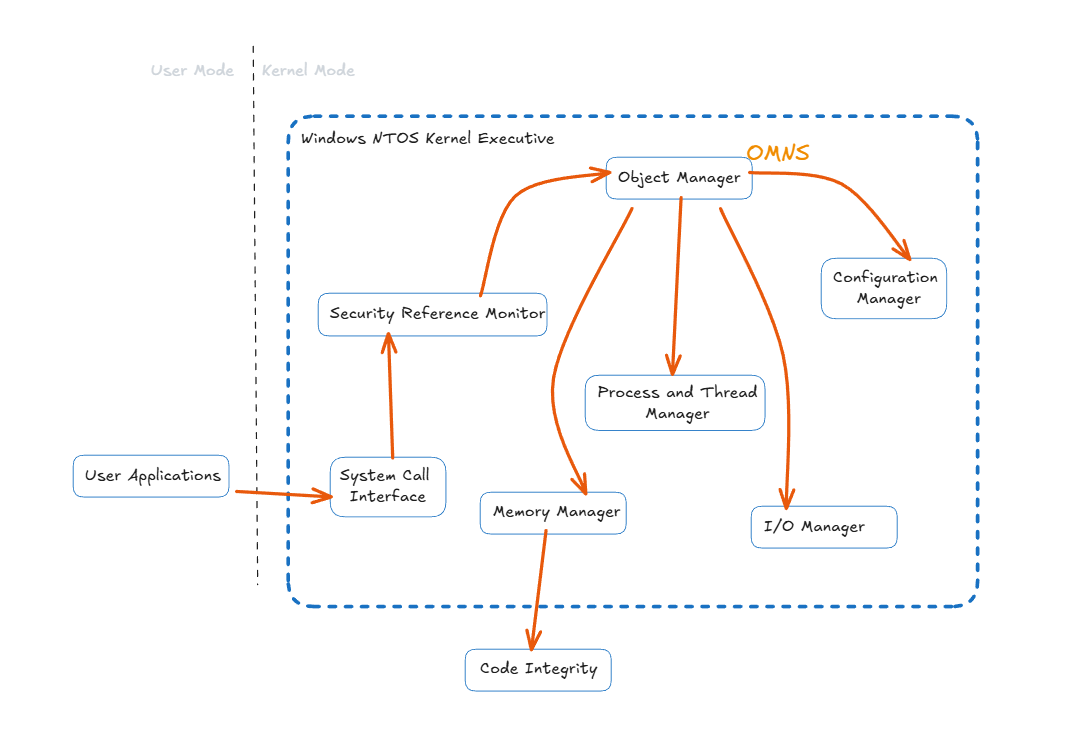 User Mode
Kernel Mode
Windows NTOS Kernel Executive
OMNS
Object Manager
Configuration
Manager
Security Reference Monitor
Process and Thread
Manager
User Applications
System Call
Interface
Memory Manager
I/O Manager
Code Integrity